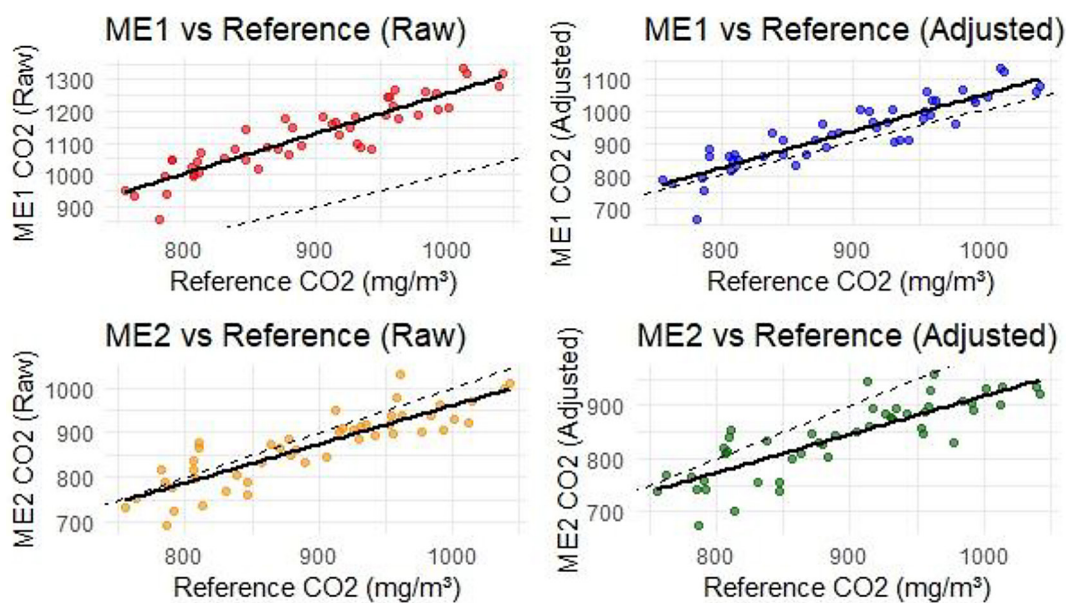 ME1 vs Reference (Raw)
ME1 CO2 (Raw)
1300
1200
1100
1000
900
800 900 1000
Reference CO2 (mg/m³)
ME1 vs Reference (Adjusted)
ME1 CO2 (Adjusted)
1100
1000
900
800
700
800 900 1000
Reference CO2 (mg/m³)
ME2 vs Reference (Raw)
ME2 CO2 (Raw)
1000
900
800
700
800 900 1000
Reference CO2 (mg/m³)
ME2 vs Reference (Adjusted)
ME2 CO2 (Adjusted)
900
800
700
800 900 1000
Reference CO2 (mg/m³)